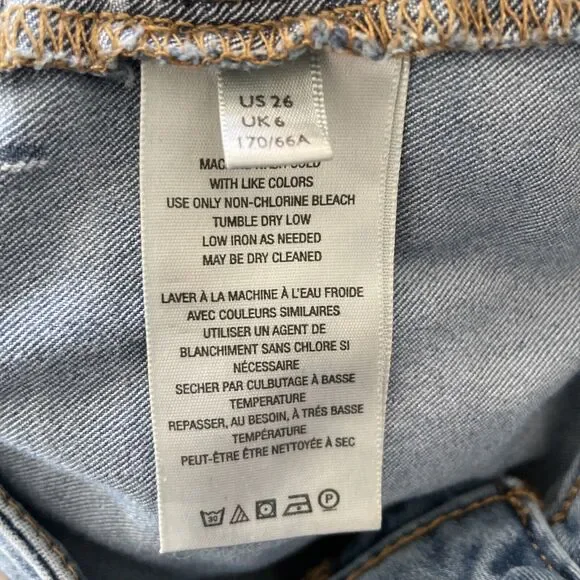 US 26
UK 6
170/66A
WITH LIKE COLORS
USE ONLY NON-CHLORINE BLEACH
TUMBLE DRY LOW
LOW IRON AS NEEDED
MAY BE DRY CLEANED
LAVER À LA MACHINE À L'EAU FROIDE
AVEC COULEURS SIMILAIRES
UTILISER UN AGENT DE
BLANCHIMENT SANS CHLORE SI
NÉCESSAIRE
SECHER PAR CULBUTAGE À BASSE
TEMPERATURE
REPASSER, AU BESOIN, À TRÉS BASSE
TEMPÉRATURE
PEUT-ÊTRE ÊTRE NETTOYÉE À SEC
30 P